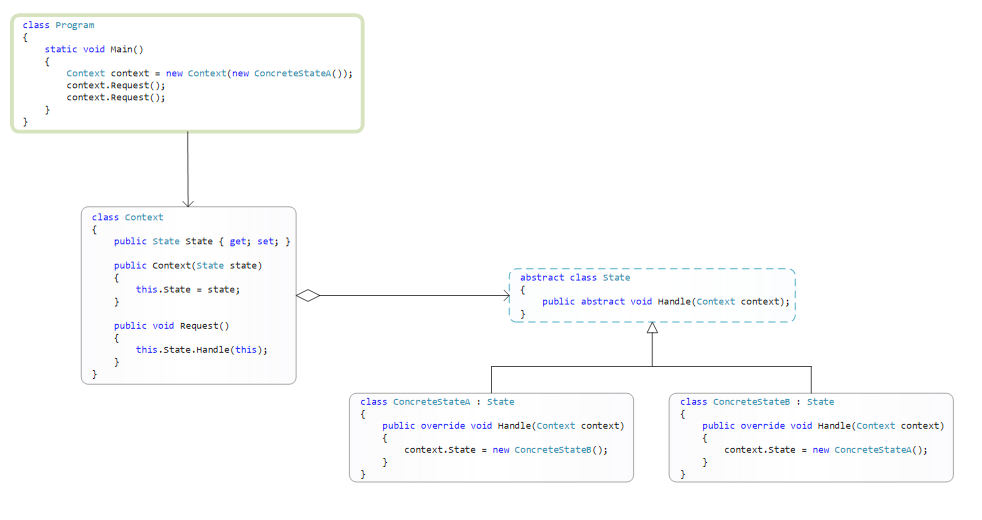 class Program
{
static void Main()
{
Context context = new Context(new ConcreteStateA());
context.Request();
context.Request();
}
}
class Context
{
public State State { get; set; }
public Context(State state)
{
this.State = state;
}
public void Request()
{
this.State.Handle(this);
}
}
abstract class State
{
public abstract void Handle(Context context);
}
class ConcreteStateA : State
{
public override void Handle(Context context)
{
context.State = new ConcreteStateB();
}
}
class ConcreteStateB : State
{
public override void Handle(Context context)
{
context.State = new ConcreteStateA();
}
}